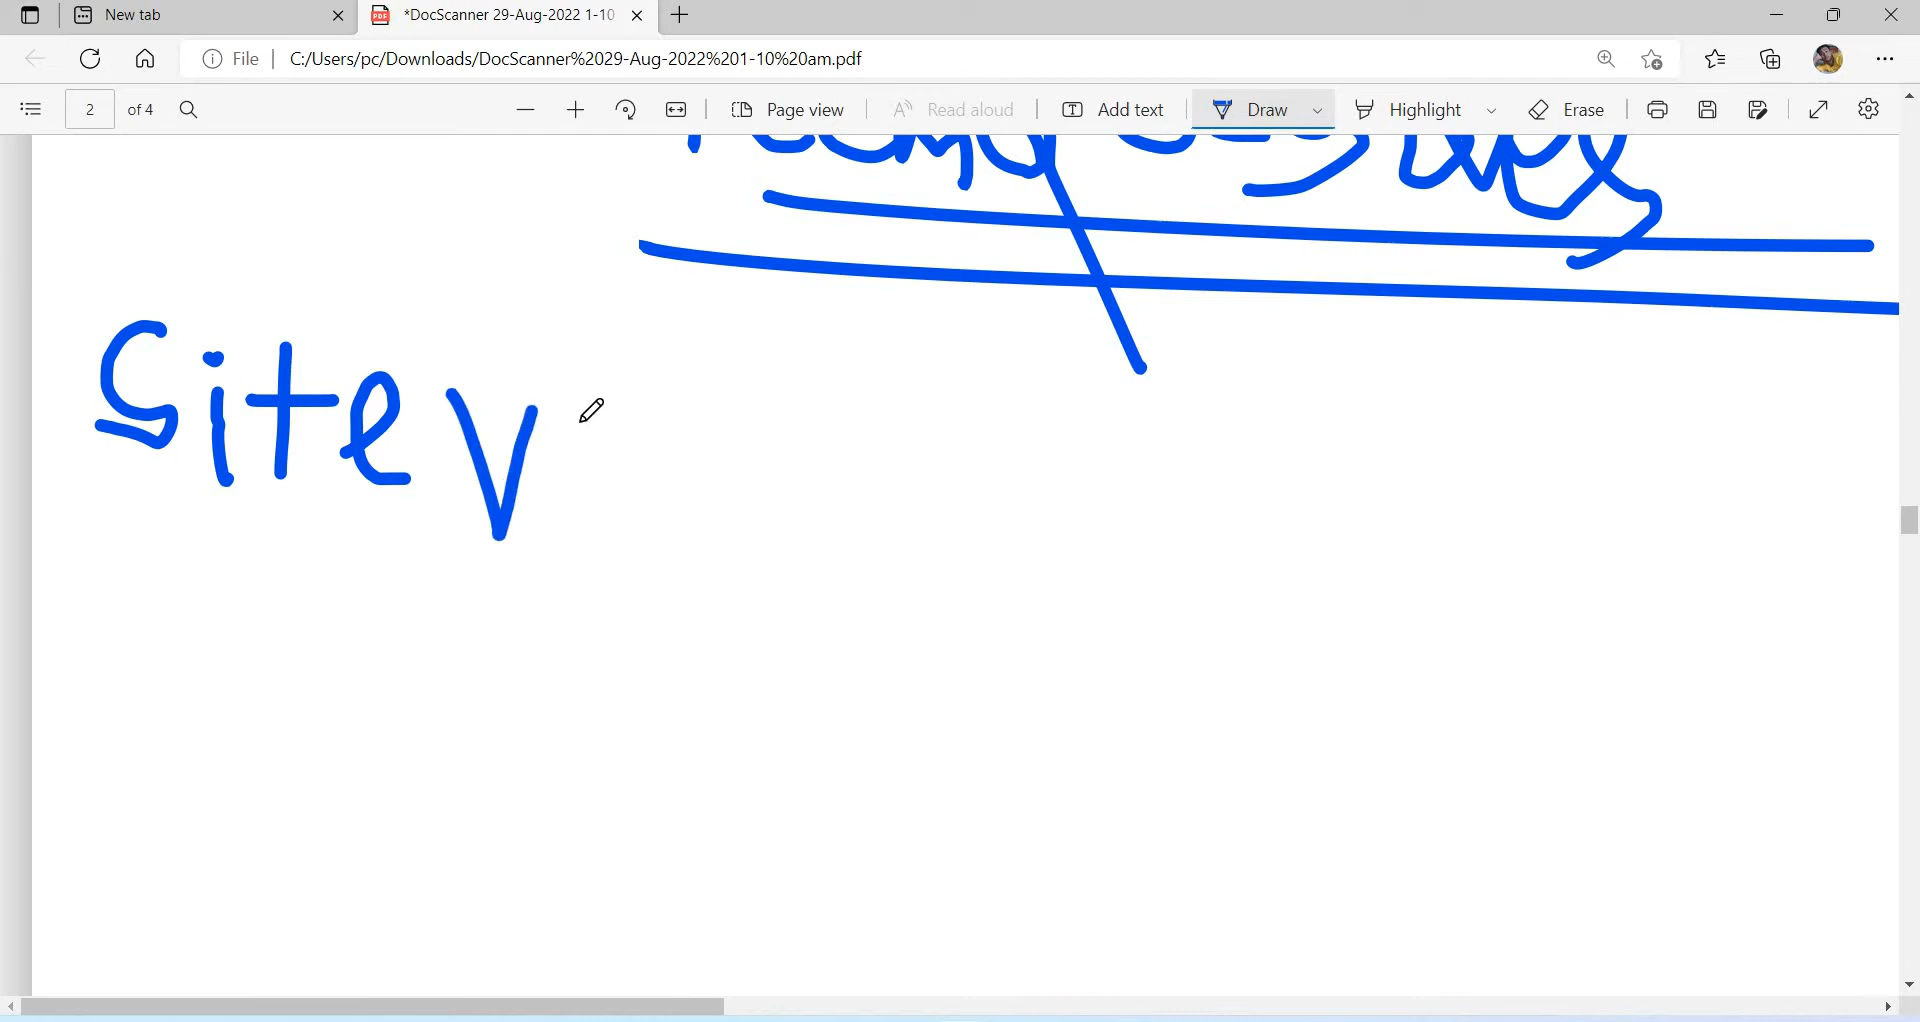 New tab
*DocScanner 29-Aug-2022 1-10
File C:/Users/pc/Downloads/DocScanner%2029-Aug-2022%201-10%20am.pdf
2 of 4 Page view Read aloud Add text Draw Highlight Erase
Site V